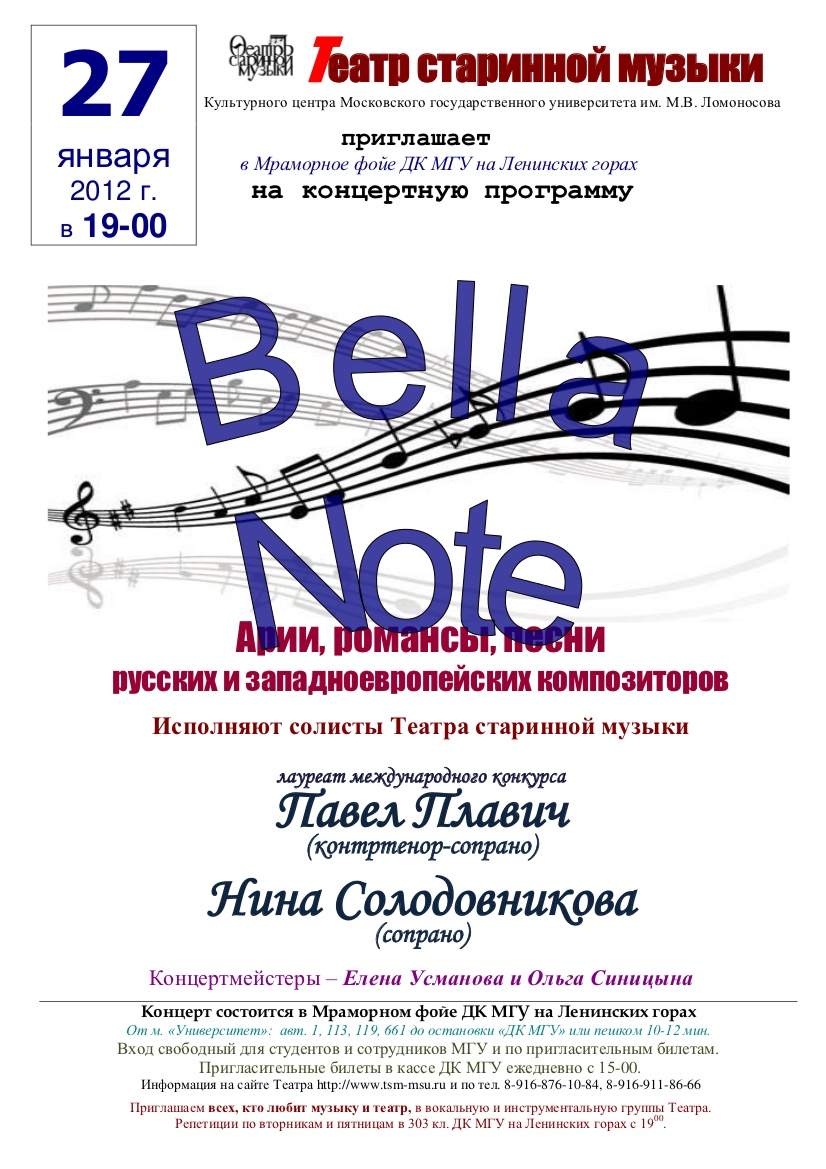 27
января
2012 г.
в 19-00
Театръ
старинной
музыки
Театр старинной музыки
Культурного центра Московского государственного университета им. М.В. Ломоносова
приглашает
в Мраморное фойе ДК МГУ на Ленинских горах
на концертную программу
Bella
Note
Арии, романсы, песни
русских и западноевропейских композиторов
Исполняют солисты Театра старинной музыки
лауреат международного конкурса
Павел Плавич
(контртенор-сопрано)
Нина Солодовникова
(сопрано)
Концертмейстеры – Елена Усманова и Ольга Синицына
Концерт состоится в Мраморном фойе ДК МГУ на Ленинских горах
От м. «Университет»: авт. 1, 113, 119, 661 до остановки «ДК МГУ» или пешком 10-12 мин.
Вход свободный для студентов и сотрудников МГУ и по пригласительным билетам.
Пригласительные билеты в кассе ДК МГУ ежедневно с 15-00.
Информация на сайте Театра http://www.tsm-msu.ru и по тел. 8-916-876-10-84, 8-916-911-86-66
Приглашаем всех, кто любит музыку и театр, в вокальную и инструментальную группы Театра.
Репетиции по вторникам и пятницам в 303 кл. ДК МГУ на Ленинских горах с 19⁰⁰.